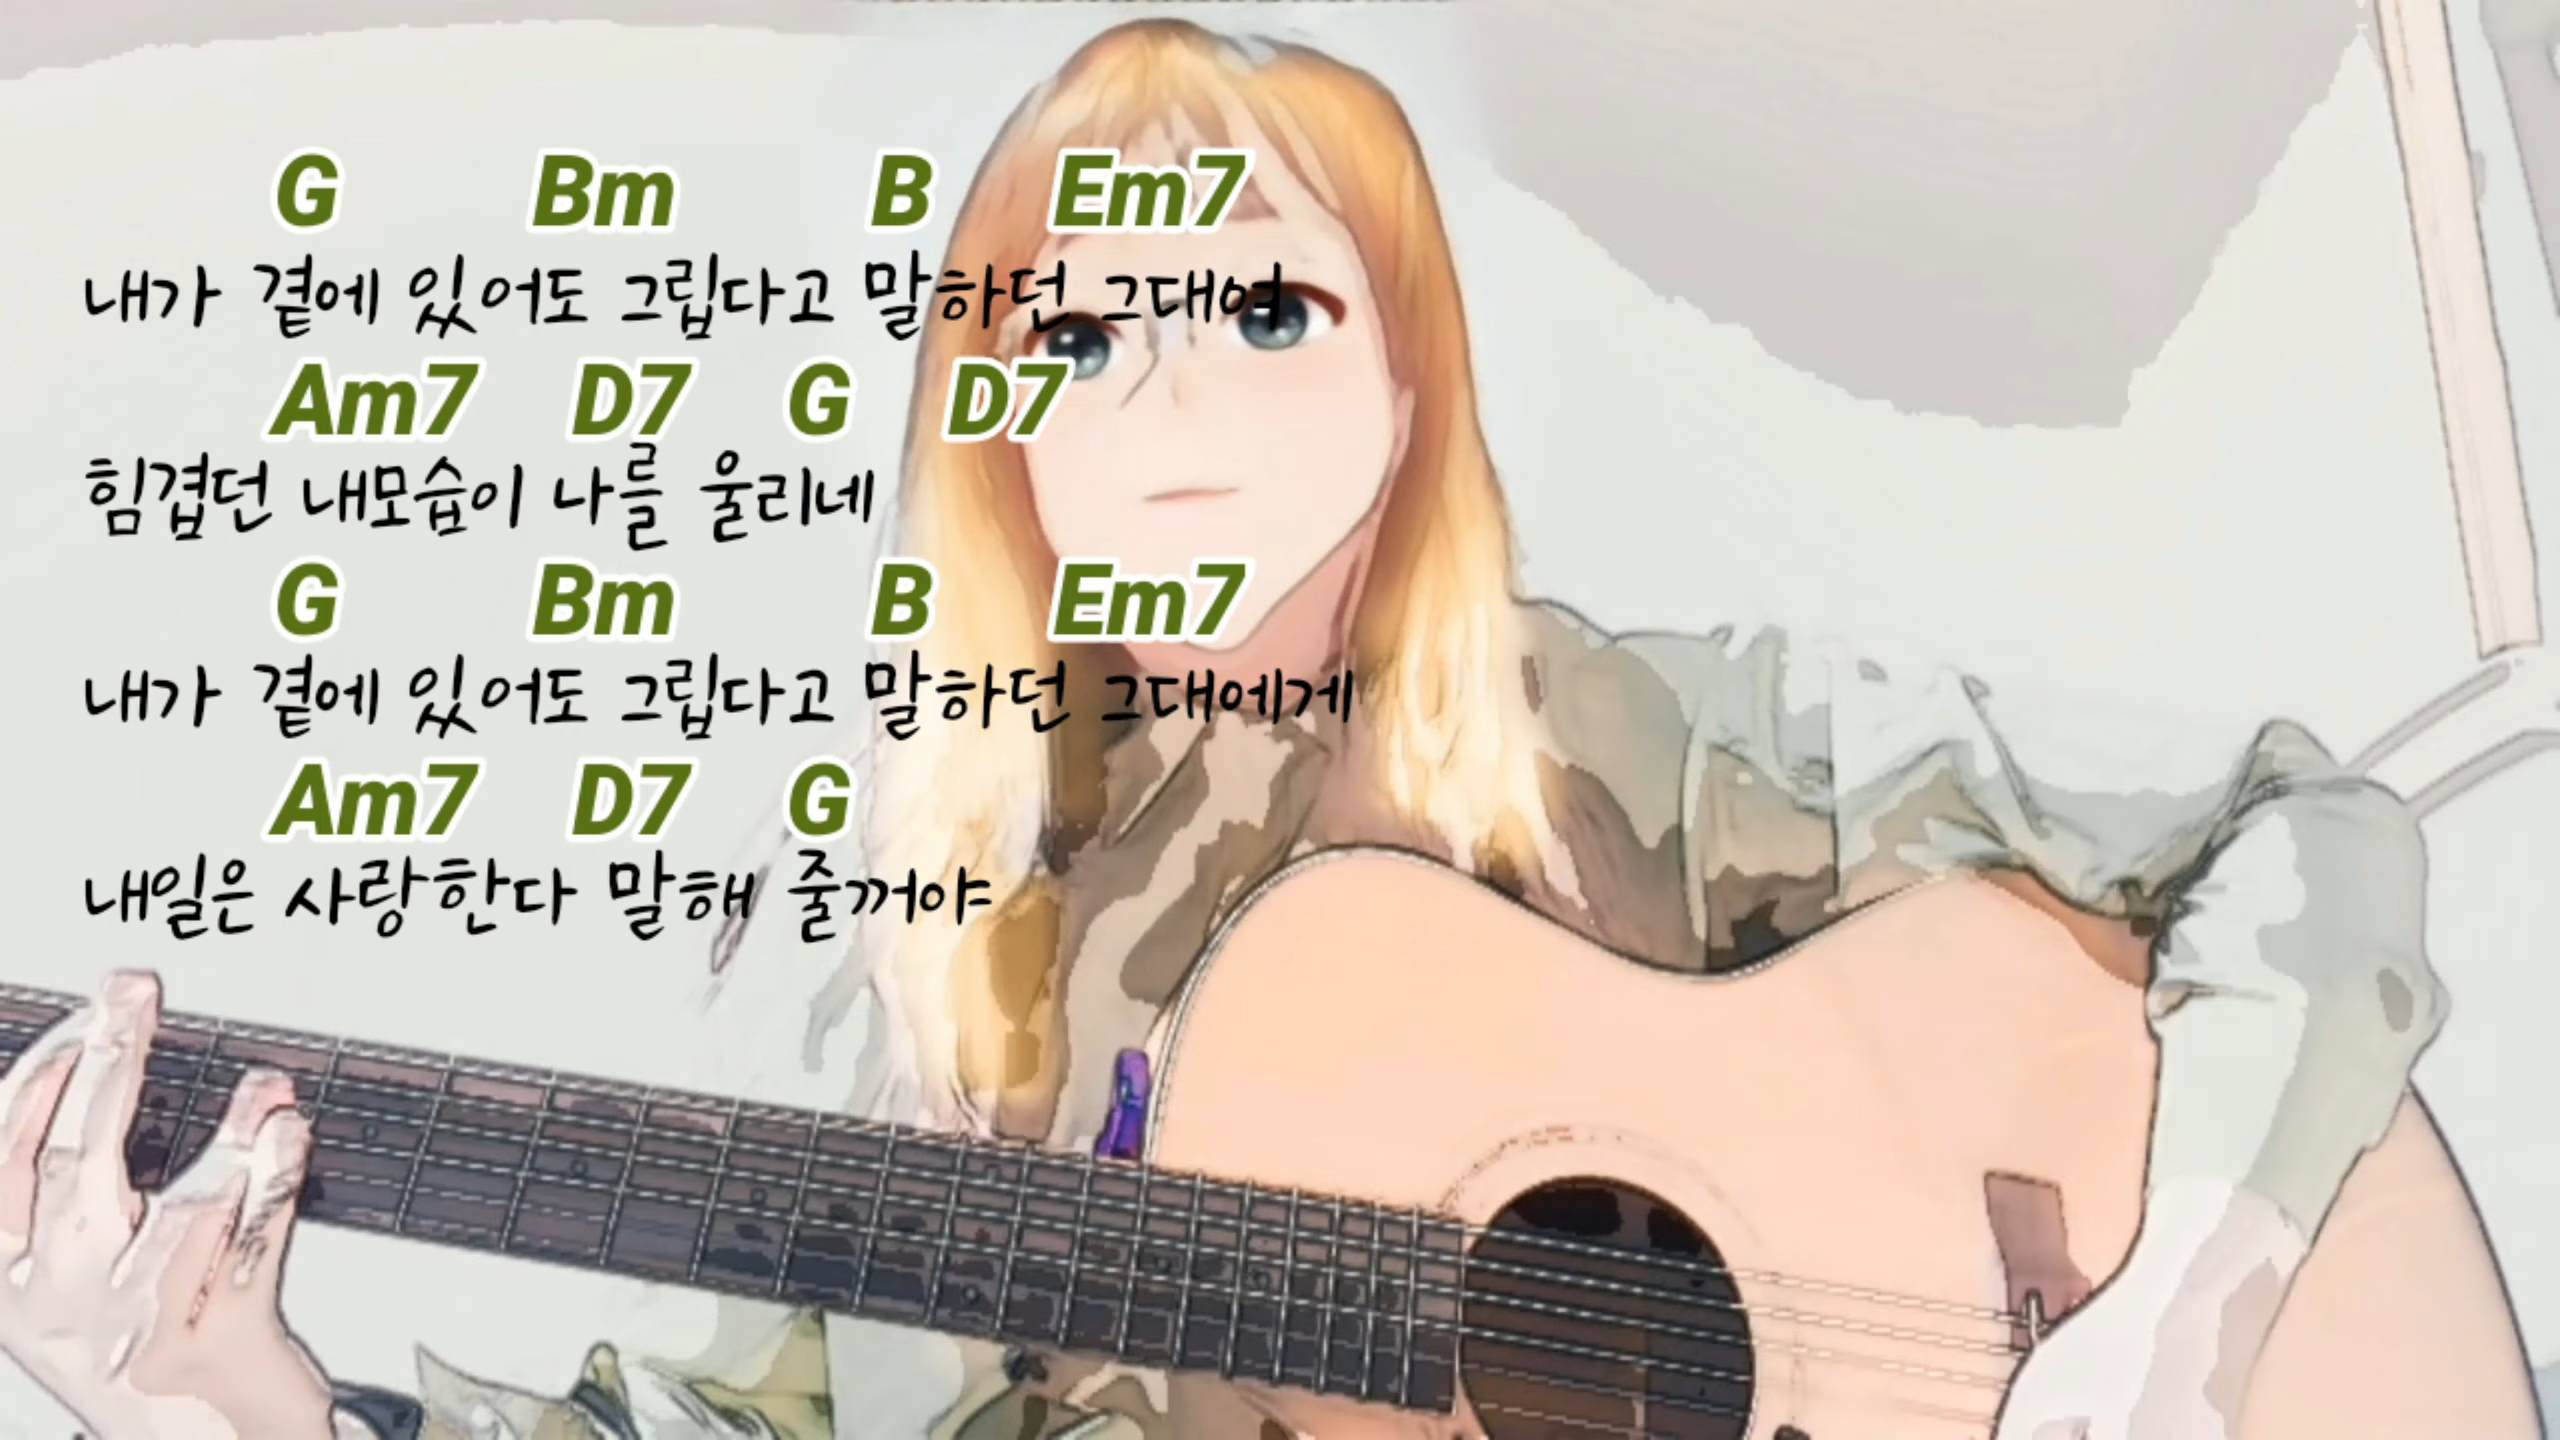 G Bm B Em7
내가 곁에 있어도 그립다고 말하던 그대여
Am7 D7 G D7
힘겹던 내모습이 나를 울리네
G Bm B Em7
내가 곁에 있어도 그립다고 말하던 그대에게
Am7 D7 G
내일은 사랑한다 말해 줄꺼야